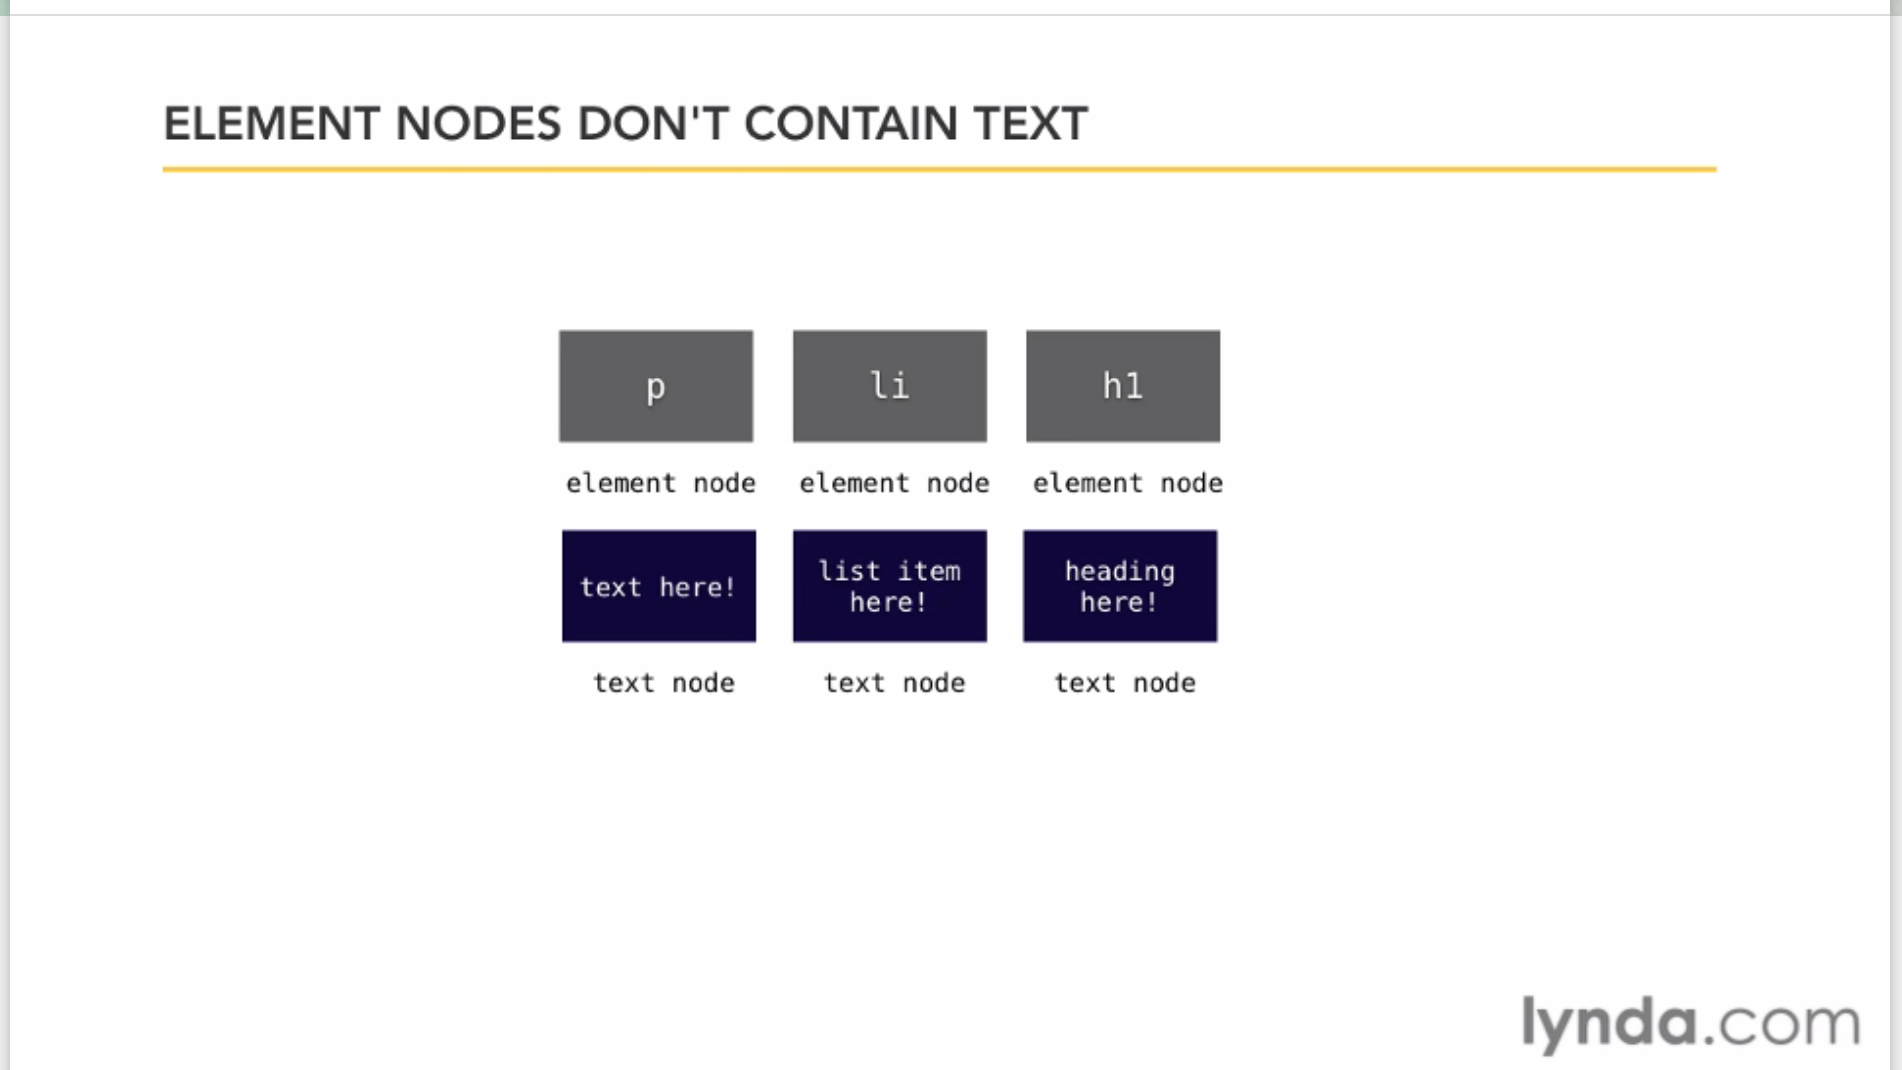 ELEMENT NODES DON'T CONTAIN TEXT
p
li
h1
element node
element node
element node
text here!
list item
here!
heading
here!
text node
text node
text node
lynda.com